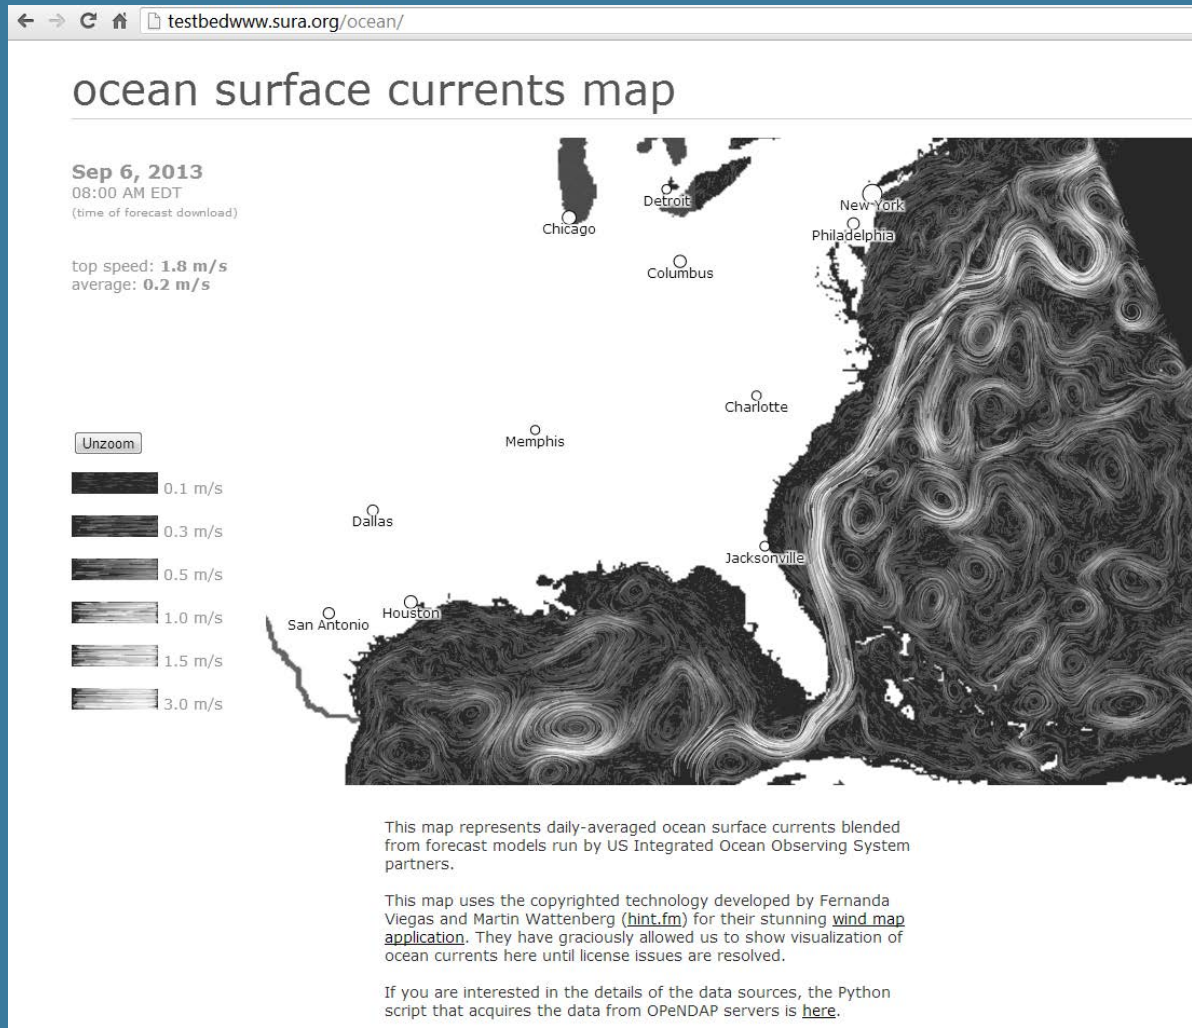 testbedwww.sura.org/ocean/
ocean surface currents map
Sep 6, 2013
08:00 AM EDT
(time of forecast download)
top speed: 1.8 m/s
average: 0.2 m/s
Unzoom
0.1 m/s
0.3 m/s
0.5 m/s
1.0 m/s
1.5 m/s
3.0 m/s
Detroit
New York
Chicago
Philadelphia
Columbus
Charlotte
Memphis
Dallas
Jacksonville
Houston
San Antonio
This map represents daily-averaged ocean surface currents blended
from forecast models run by US Integrated Ocean Observing System
partners.
This map uses the copyrighted technology developed by Fernanda
Viegas and Martin Wattenberg (hint.fm) for their stunning wind map
application. They have graciously allowed us to show visualization of
ocean currents here until license issues are resolved.
If you are interested in the details of the data sources, the Python
script that acquires the data from OPeNDAP servers is here.